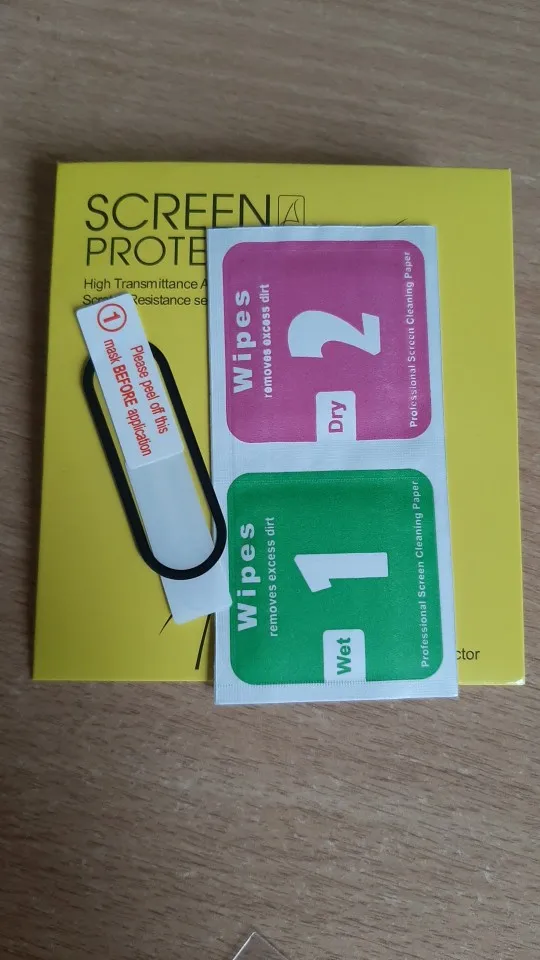 SCREEN
PROTE
High Transmittance A
Resistance se
1
Please peel off this
mask BEFORE application
Wipes
removes excess dirt
2
Dry
Professional Screen Cleaning Paper
Wipes
removes excess dirt
1
Wet
Professional Screen Cleaning Paper
ctor